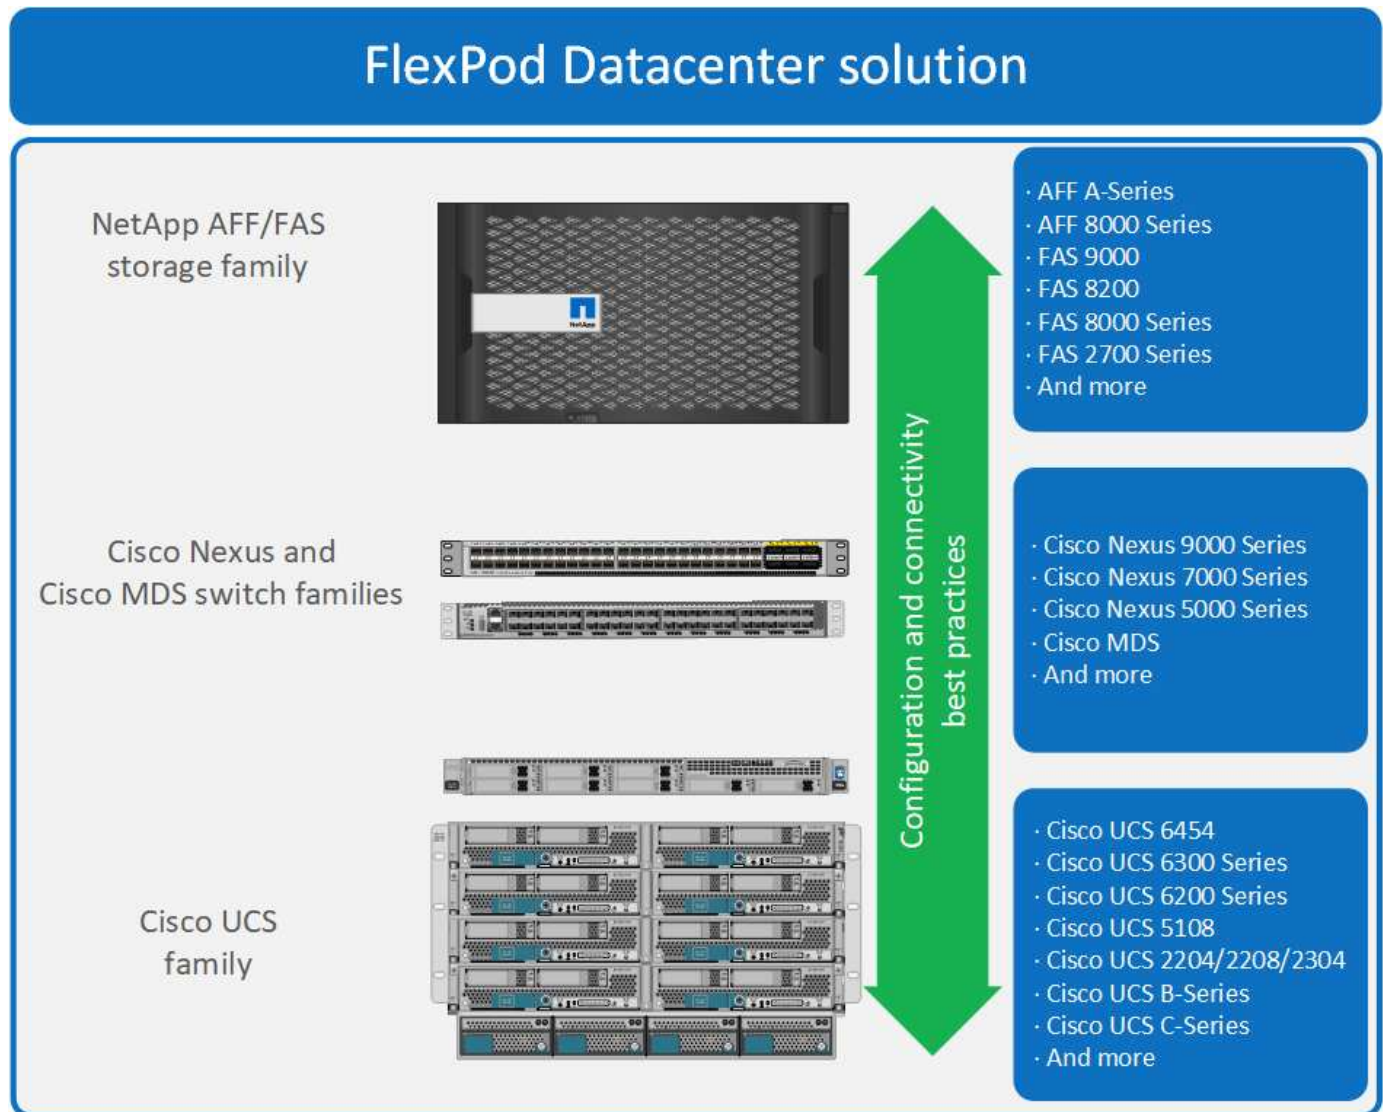 FlexPod Datacenter solution
NetApp AFF/FAS
storage family
NetApp
· AFF A-Series
· AFF 8000 Series
· FAS 9000
· FAS 8200
· FAS 8000 Series
· FAS 2700 Series
· And more
Configuration and connectivity
best practices
Cisco Nexus and
Cisco MDS switch families
· Cisco Nexus 9000 Series
· Cisco Nexus 7000 Series
· Cisco Nexus 5000 Series
· Cisco MDS
· And more
Cisco UCS
family
· Cisco UCS 6454
· Cisco UCS 6300 Series
· Cisco UCS 6200 Series
· Cisco UCS 5108
· Cisco UCS 2204/2208/2304
· Cisco UCS B-Series
· Cisco UCS C-Series
· And more